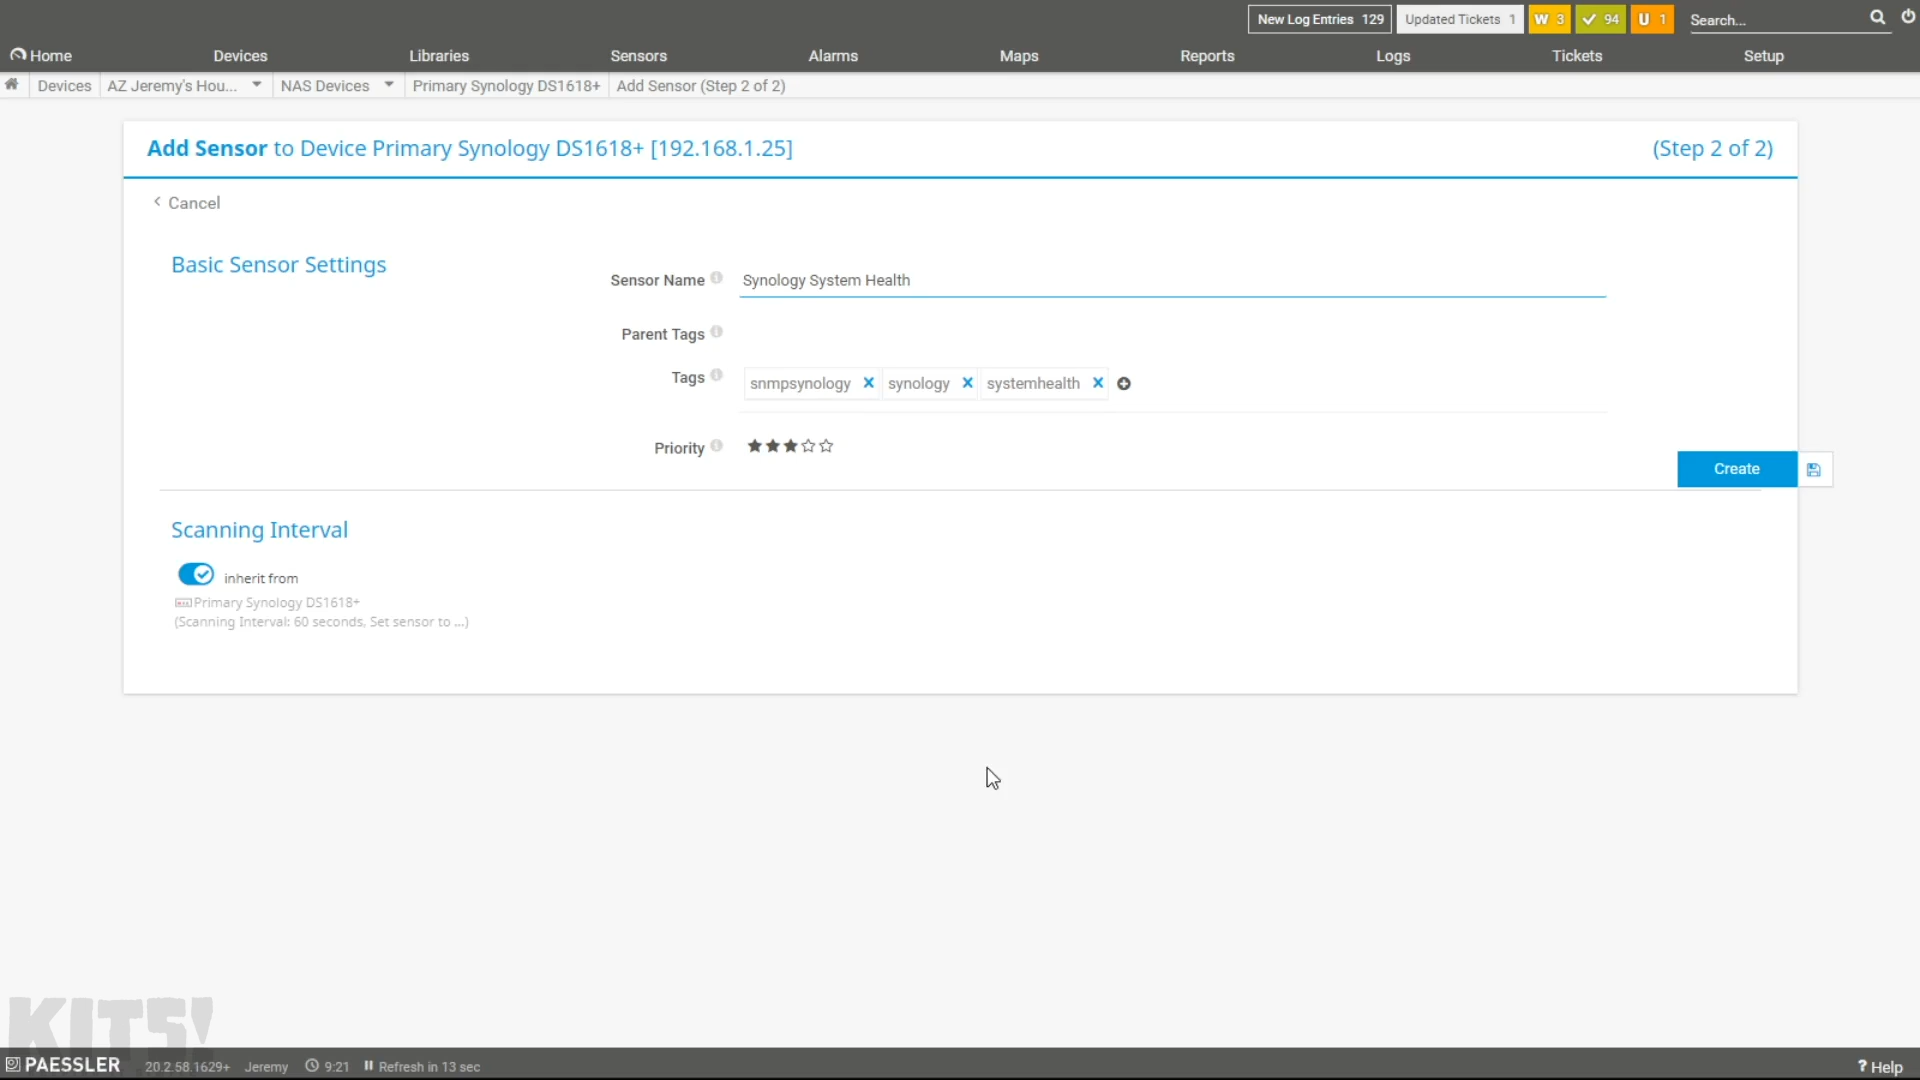 New Log Entries 129 Updated Tickets 1 W 3 94 U 1 Search...
Home Devices Libraries Sensors Alarms Maps Reports Logs Tickets Setup
Devices AZ Jeremy's Hou... NAS Devices Primary Synology DS1618+ Add Sensor (Step 2 of 2)
Add Sensor to Device Primary Synology DS1618+ [192.168.1.25] (Step 2 of 2)
< Cancel
Basic Sensor Settings
Sensor Name Synology System Health
Parent Tags
Tags snmpsynology synology systemhealth
Priority
Create
Scanning Interval
inherit from
Primary Synology DS1618+
(Scanning Interval: 60 seconds, Set sensor to ...)
KITS!
PAESSLER 20.2.58.1629+ Jeremy 9:21 Refresh in 13 sec ? Help